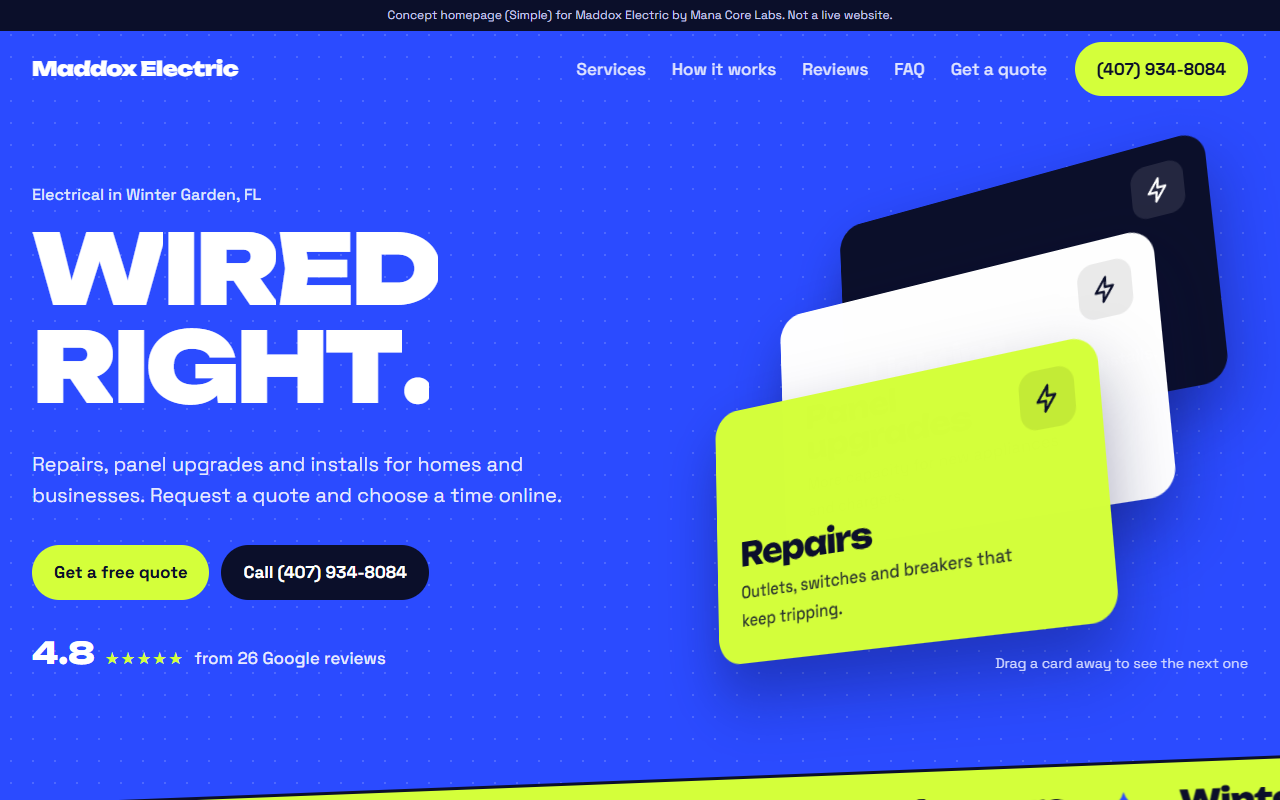 Concept homepage (Simple) for Maddox Electric by Mana Core Labs. Not a live website.
Maddox Electric
Services
How it works
Reviews
FAQ
Get a quote
(407) 934-8084
Electrical in Winter Garden, FL
WIRED
RIGHT.
Repairs, panel upgrades and installs for homes and
businesses. Request a quote and choose a time online.
Get a free quote
Call (407) 934-8084
4.8 ★★★★★ from 26 Google reviews
Repairs
Outlets, switches and breakers that
keep tripping.
Drag a card away to see the next one